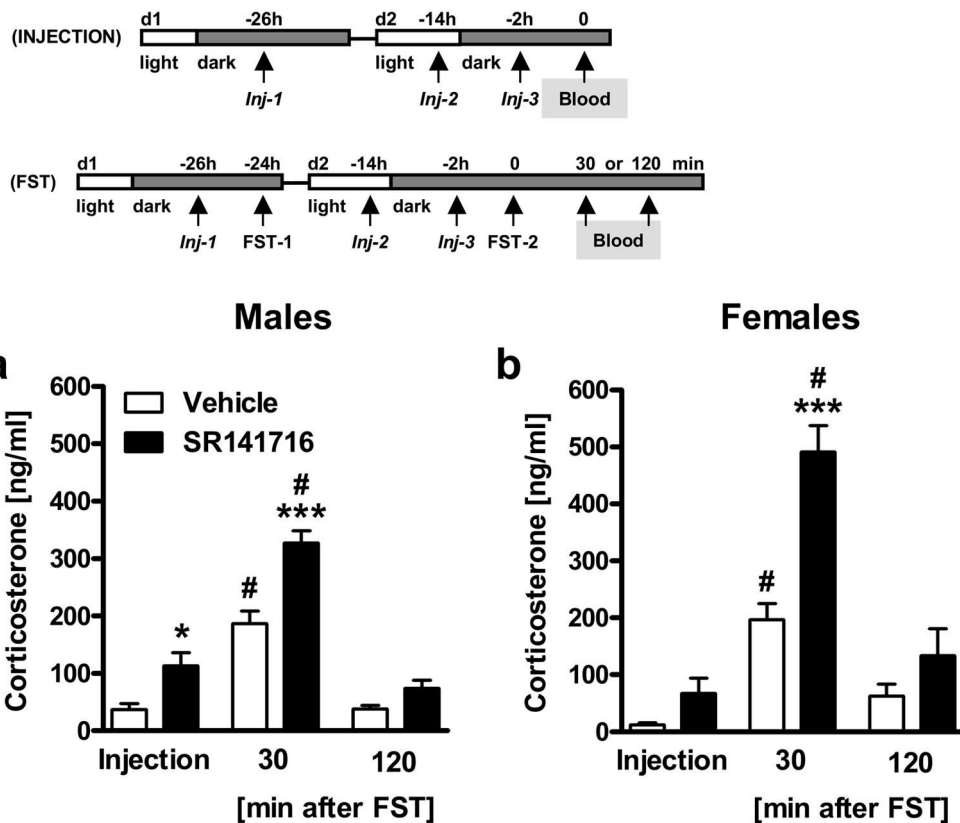 d1 -26h d2 -14h -2h 0
(INJECTION)
light dark light dark
Inj-1 Inj-2 Inj-3 Blood
d1 -26h -24h d2 -14h -2h 0 30 or 120 min
(FST)
light dark light dark
Inj-1 FST-1 Inj-2 Inj-3 FST-2 Blood
Males
a
Corticosterone [ng/ml]
600
500
400
300
200
100
0
Vehicle
SR141716
*
#
#
***
Injection 30 120
[min after FST]
Females
b
Corticosterone [ng/ml]
600
500
400
300
200
100
0
#
#
***
Injection 30 120
[min after FST]